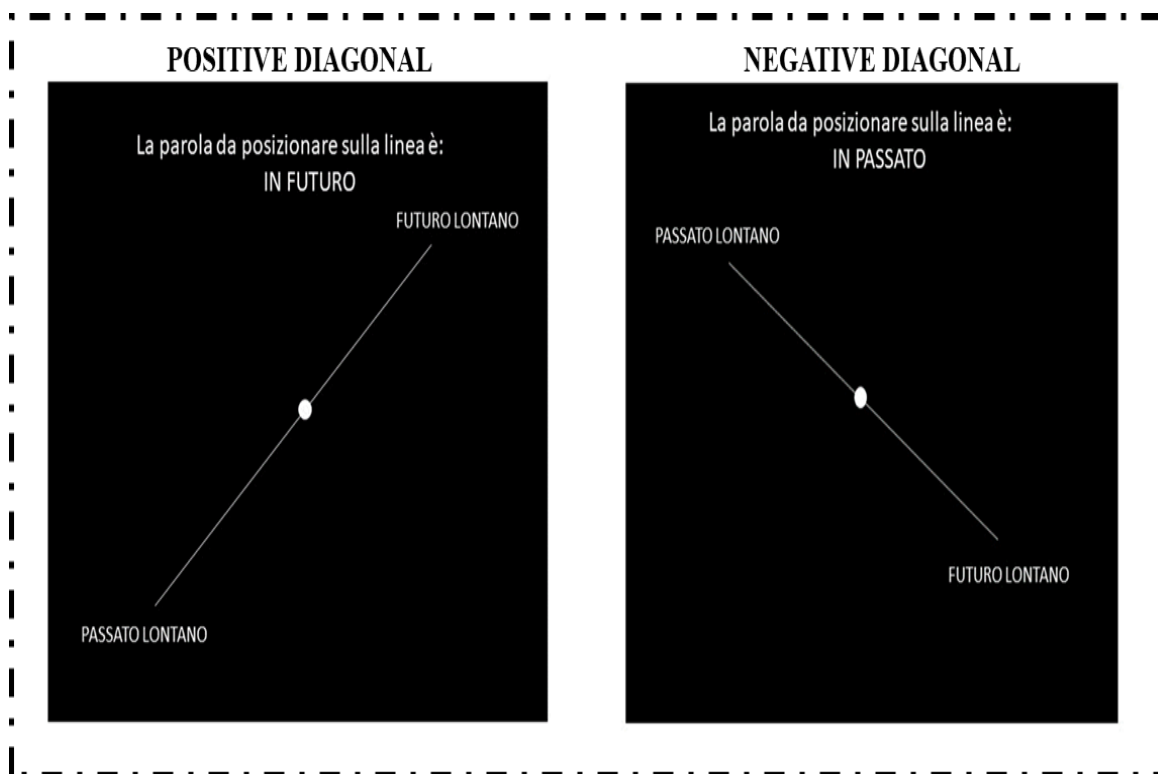 POSITIVE DIAGONAL
La parola da posizionare sulla linea è:
IN FUTURO
FUTURO LONTANO
PASSATO LONTANO
NEGATIVE DIAGONAL
La parola da posizionare sulla linea è:
IN PASSATO
PASSATO LONTANO
FUTURO LONTANO